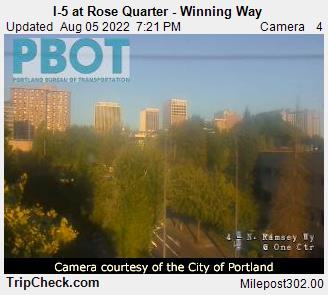 I-5 at Rose Quarter - Winning Way
Updated Aug 05 2022 7:21 PM Camera 4
PBOT
PORTLAND BUREAU OF TRANSPORTATION
4 - N. Ramsey Wy
@ One Ctr
Camera courtesy of the City of Portland
TripCheck.com Milepost302.00